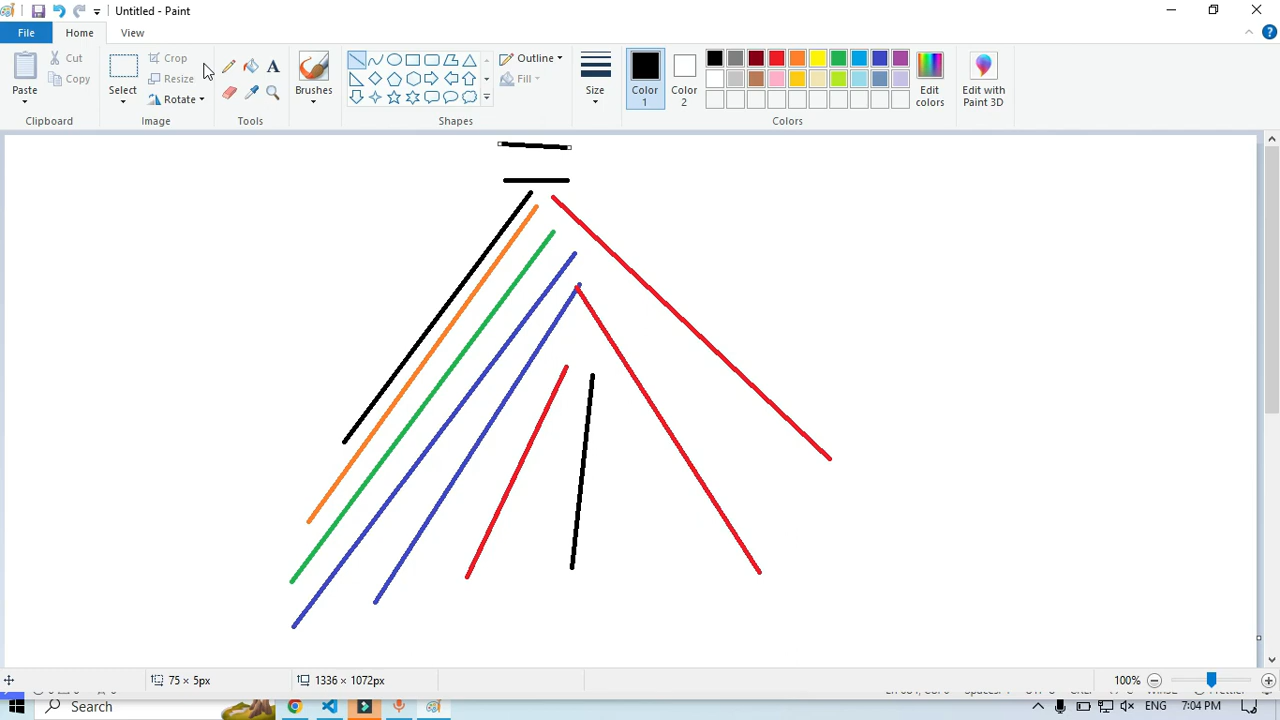 Untitled - Paint
File
Home
View
Paste
Cut
Copy
Clipboard
Select
Crop
Resize
Rotate
Image
A
Tools
Brushes
Shapes
Outline
Fill
Size
Color 1
Color 2
Edit colors
Colors
Edit with Paint 3D
75 × 5px
1336 × 1072px
100%
Search
ENG
7:04 PM